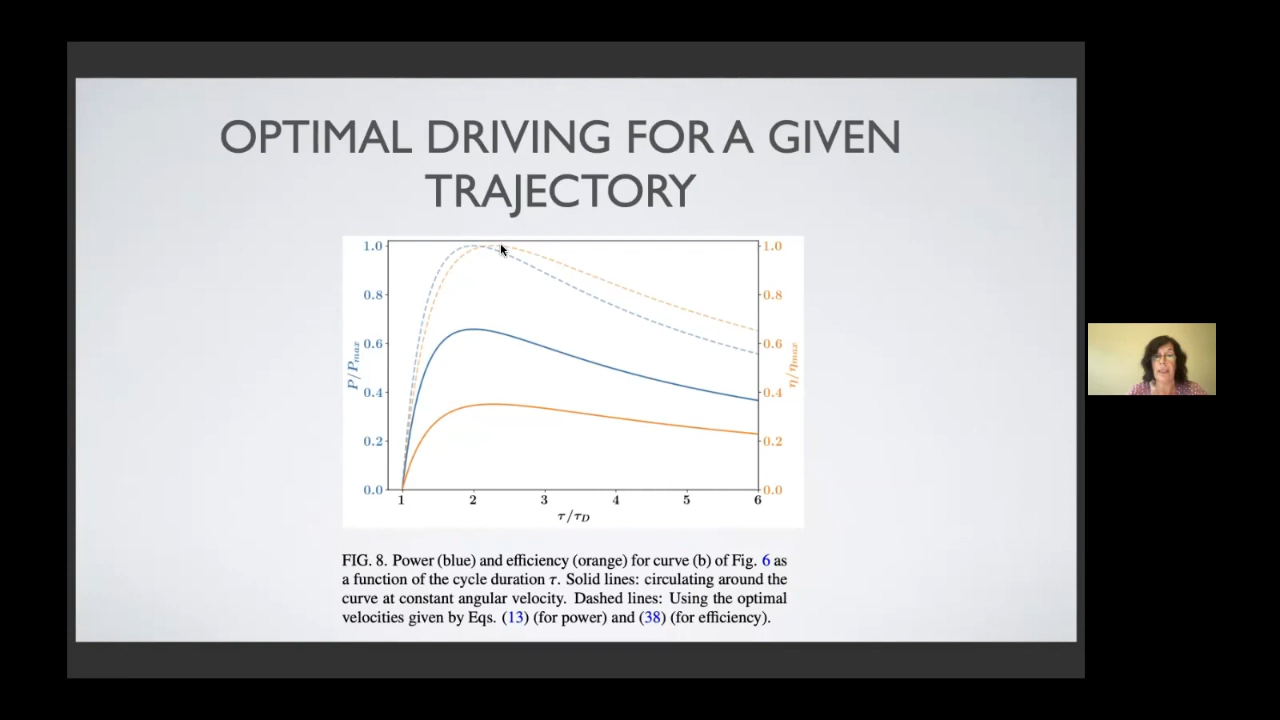 OPTIMAL DRIVING FOR A GIVEN
TRAJECTORY
1.0
0.8
0.6
0.4
0.2
0.0
P/P_max
1.0
0.8
0.6
0.4
0.2
0.0
η/η_max
1 2 3 4 5 6
τ/τ_D
FIG. 8. Power (blue) and efficiency (orange) for curve (b) of Fig. 6 as
a function of the cycle duration τ. Solid lines: circulating around the
curve at constant angular velocity. Dashed lines: Using the optimal
velocities given by Eqs. (13) (for power) and (38) (for efficiency).